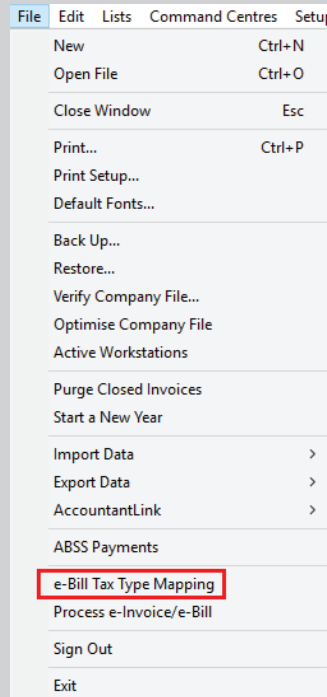 File Edit Lists Command Centres Setup
New Ctrl+N
Open File Ctrl+O
Close Window Esc
Print... Ctrl+P
Print Setup...
Default Fonts...
Back Up...
Restore...
Verify Company File...
Optimise Company File
Active Workstations
Purge Closed Invoices
Start a New Year
Import Data >
Export Data >
AccountantLink >
ABSS Payments
e-Bill Tax Type Mapping
Process e-Invoice/e-Bill
Sign Out
Exit